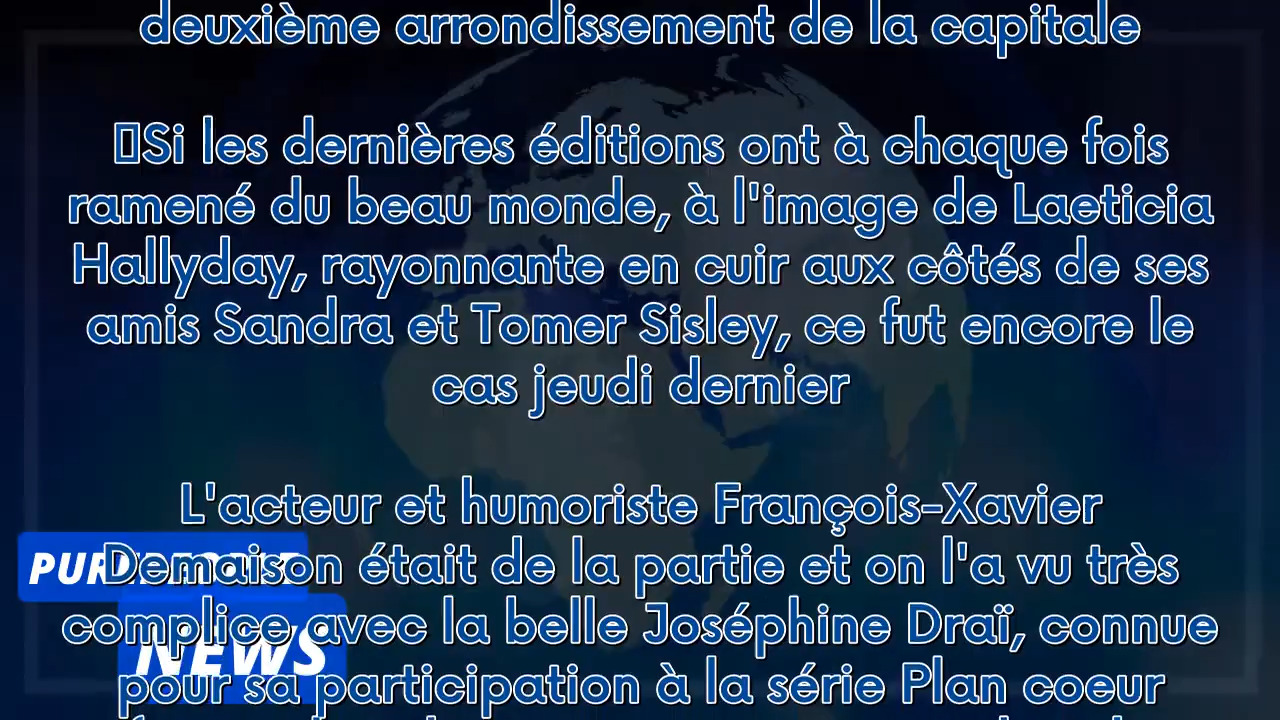 deuxième arrondissement de la capitale
Si les dernières éditions ont à chaque fois
ramené du beau monde, à l'image de Laeticia
Hallyday, rayonnante en cuir aux côtés de ses
amis Sandra et Tomer Sisley, ce fut encore le
cas jeudi dernier
L'acteur et humoriste François-Xavier
Demaison était de la partie et on l'a vu très
complice avec la belle Joséphine Draï, connue
pour sa participation à la série Plan coeur
NEWS